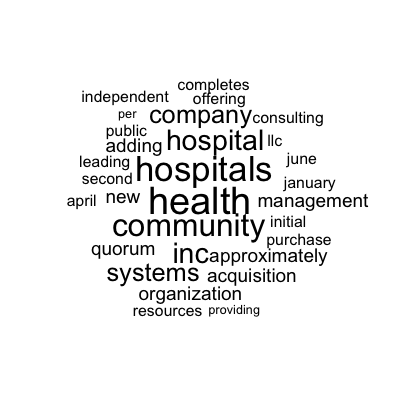 completes
independent offering
per company consulting
public
adding hospital llc
leading hospitals june
second january
april new health management
community initial
purchase
quorum inc approximately
systems acquisition
organization
resources providing